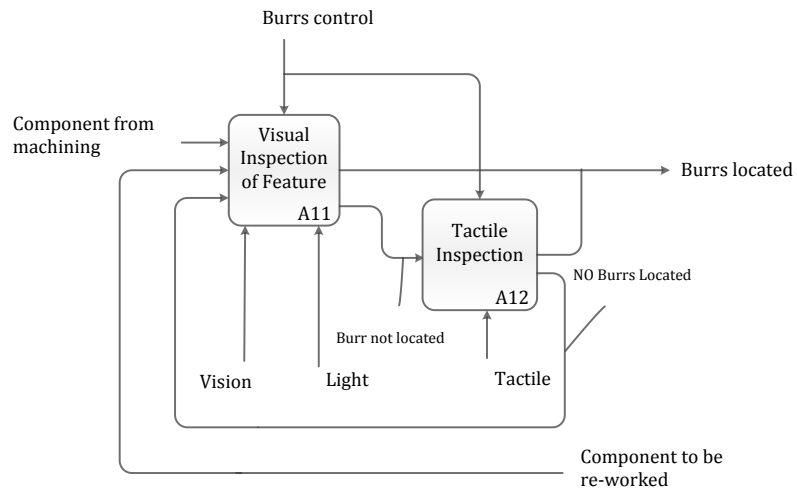 Burrs control
Component from
machining
Visual
Inspection
of Feature
A11
Burrs located
Tactile
Inspection
A12
NO Burrs Located
Burr not located
Vision
Light
Tactile
Component to be
re-worked